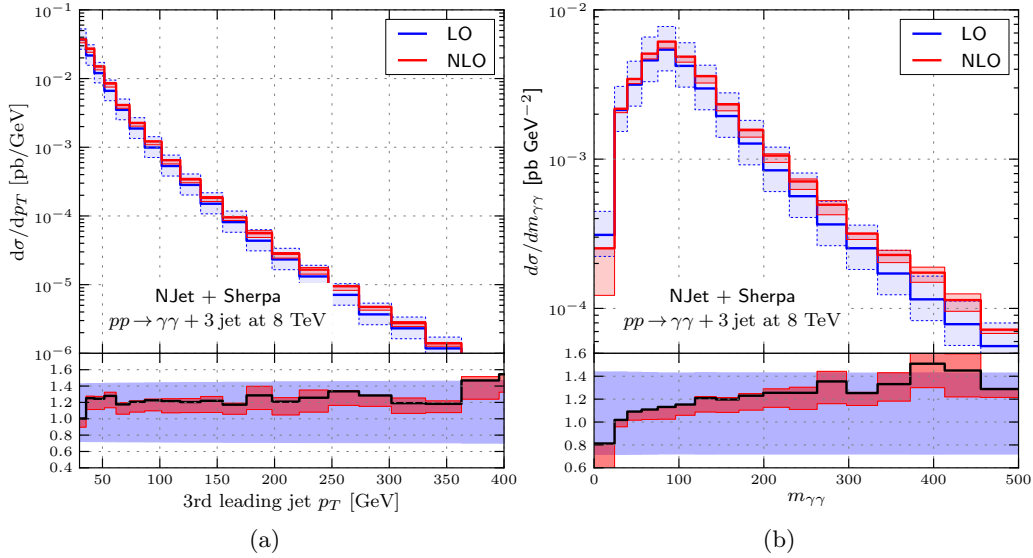 10⁻¹
10⁻²
10⁻³
10⁻⁴
10⁻⁵
10⁻⁶
dσ/dp_T [pb/GeV]
LO
NLO
NJet + Sherpa
pp → γγ + 3 jet at 8 TeV
1.6
1.4
1.2
1.0
0.8
0.6
0.4
50 100 150 200 250 300 350 400
3rd leading jet p_T [GeV]
(a)
10⁻²
10⁻³
10⁻⁴
dσ/dm_γγ [pb GeV⁻²]
LO
NLO
NJet + Sherpa
pp → γγ + 3 jet at 8 TeV
1.6
1.4
1.2
1.0
0.8
0.6
0 100 200 300 400 500
m_γγ
(b)